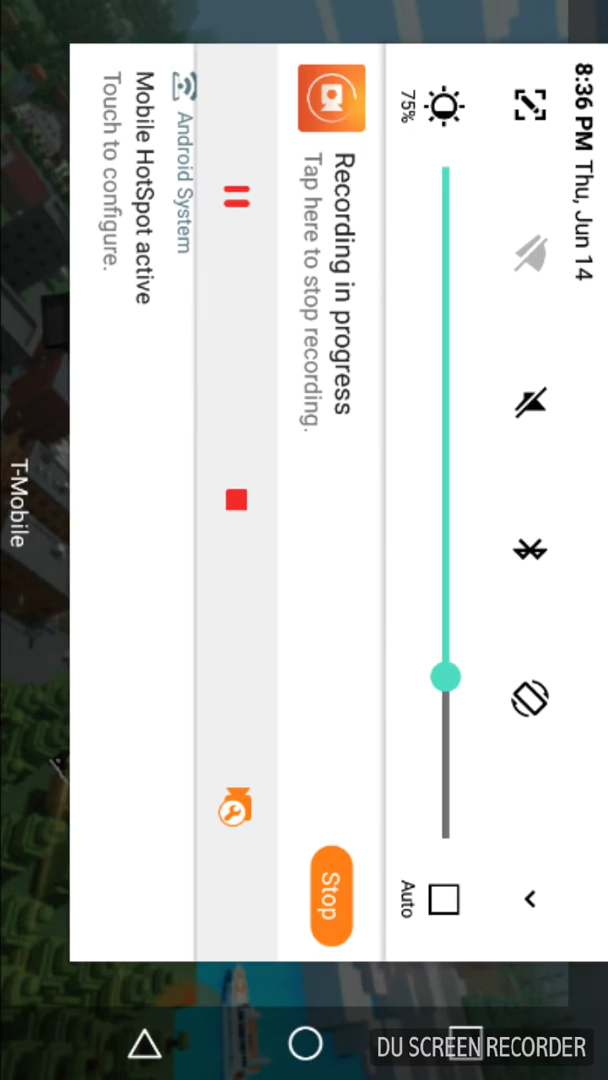 8:36 PM Thu, Jun 14
75%
Auto
Recording in progress
Tap here to stop recording.
Stop
Android System
Mobile HotSpot active
Touch to configure.
T-Mobile
DU SCREEN RECORDER